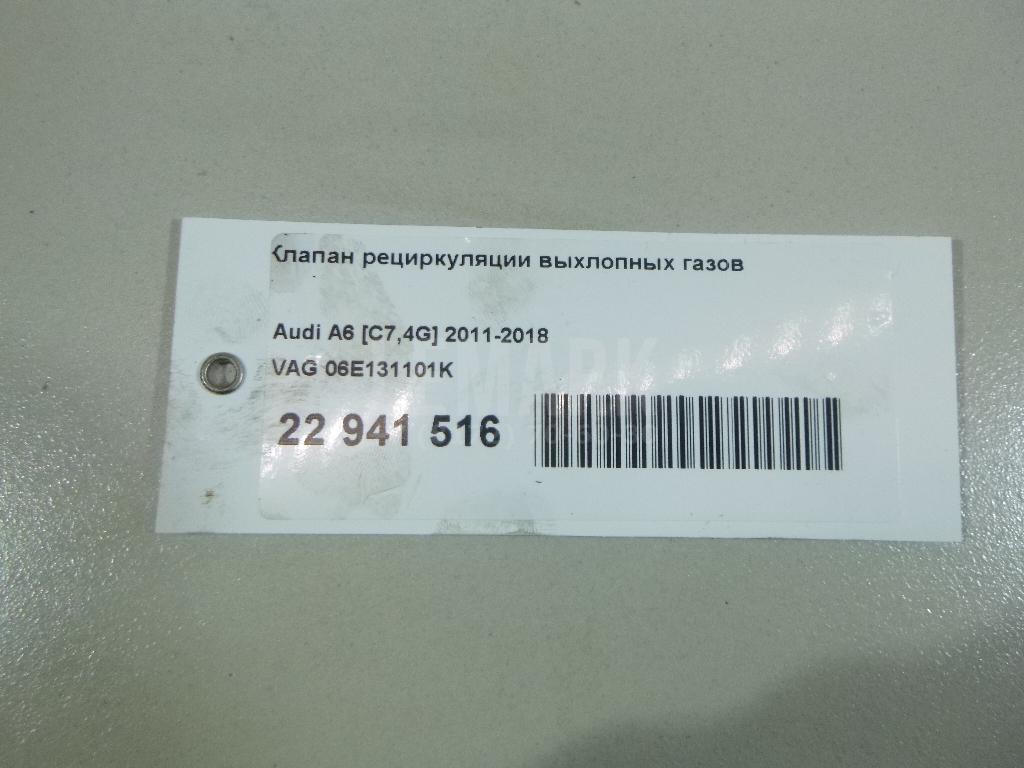 Клапан рециркуляции выхлопных газов
Audi A6 [C7,4G] 2011-2018
VAG 06E131101K
22 941 516